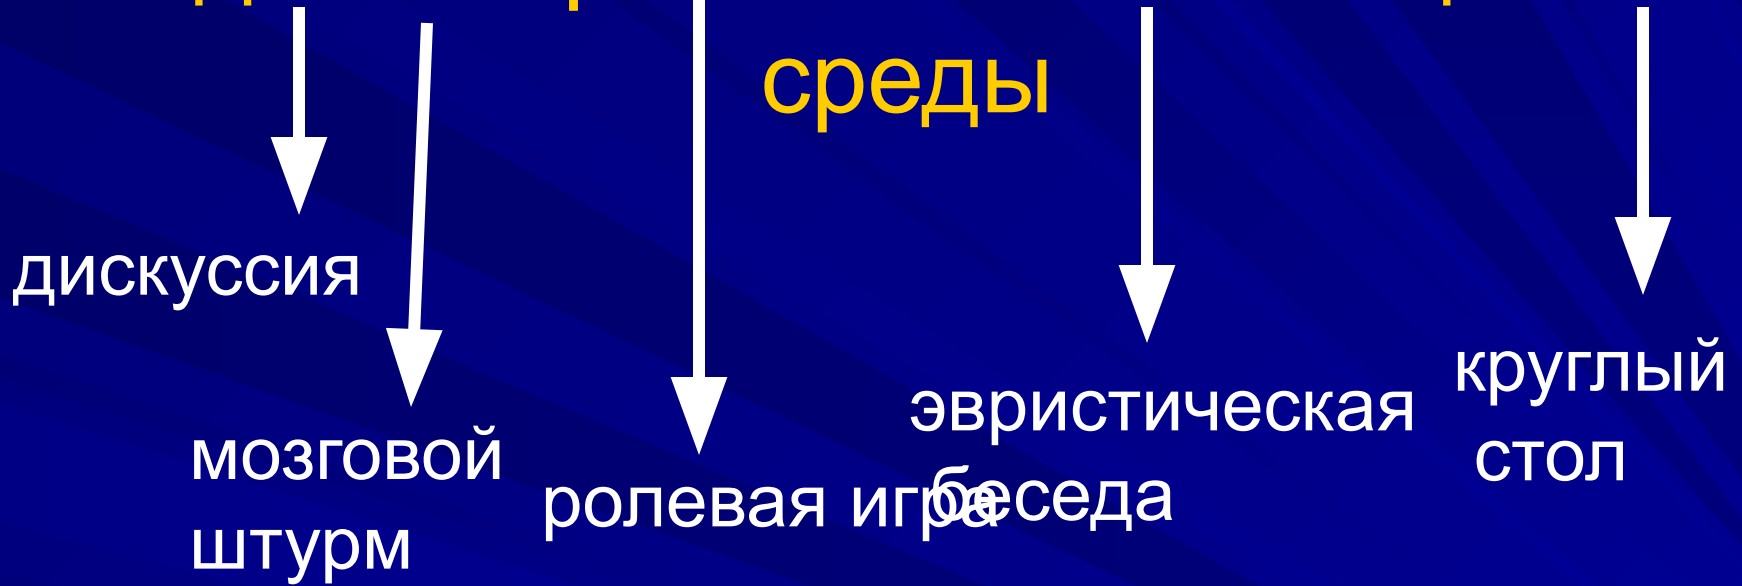 среды
дискуссия
мозговой
штурм
ролевая игра
эвристическая
беседа
круглый
стол